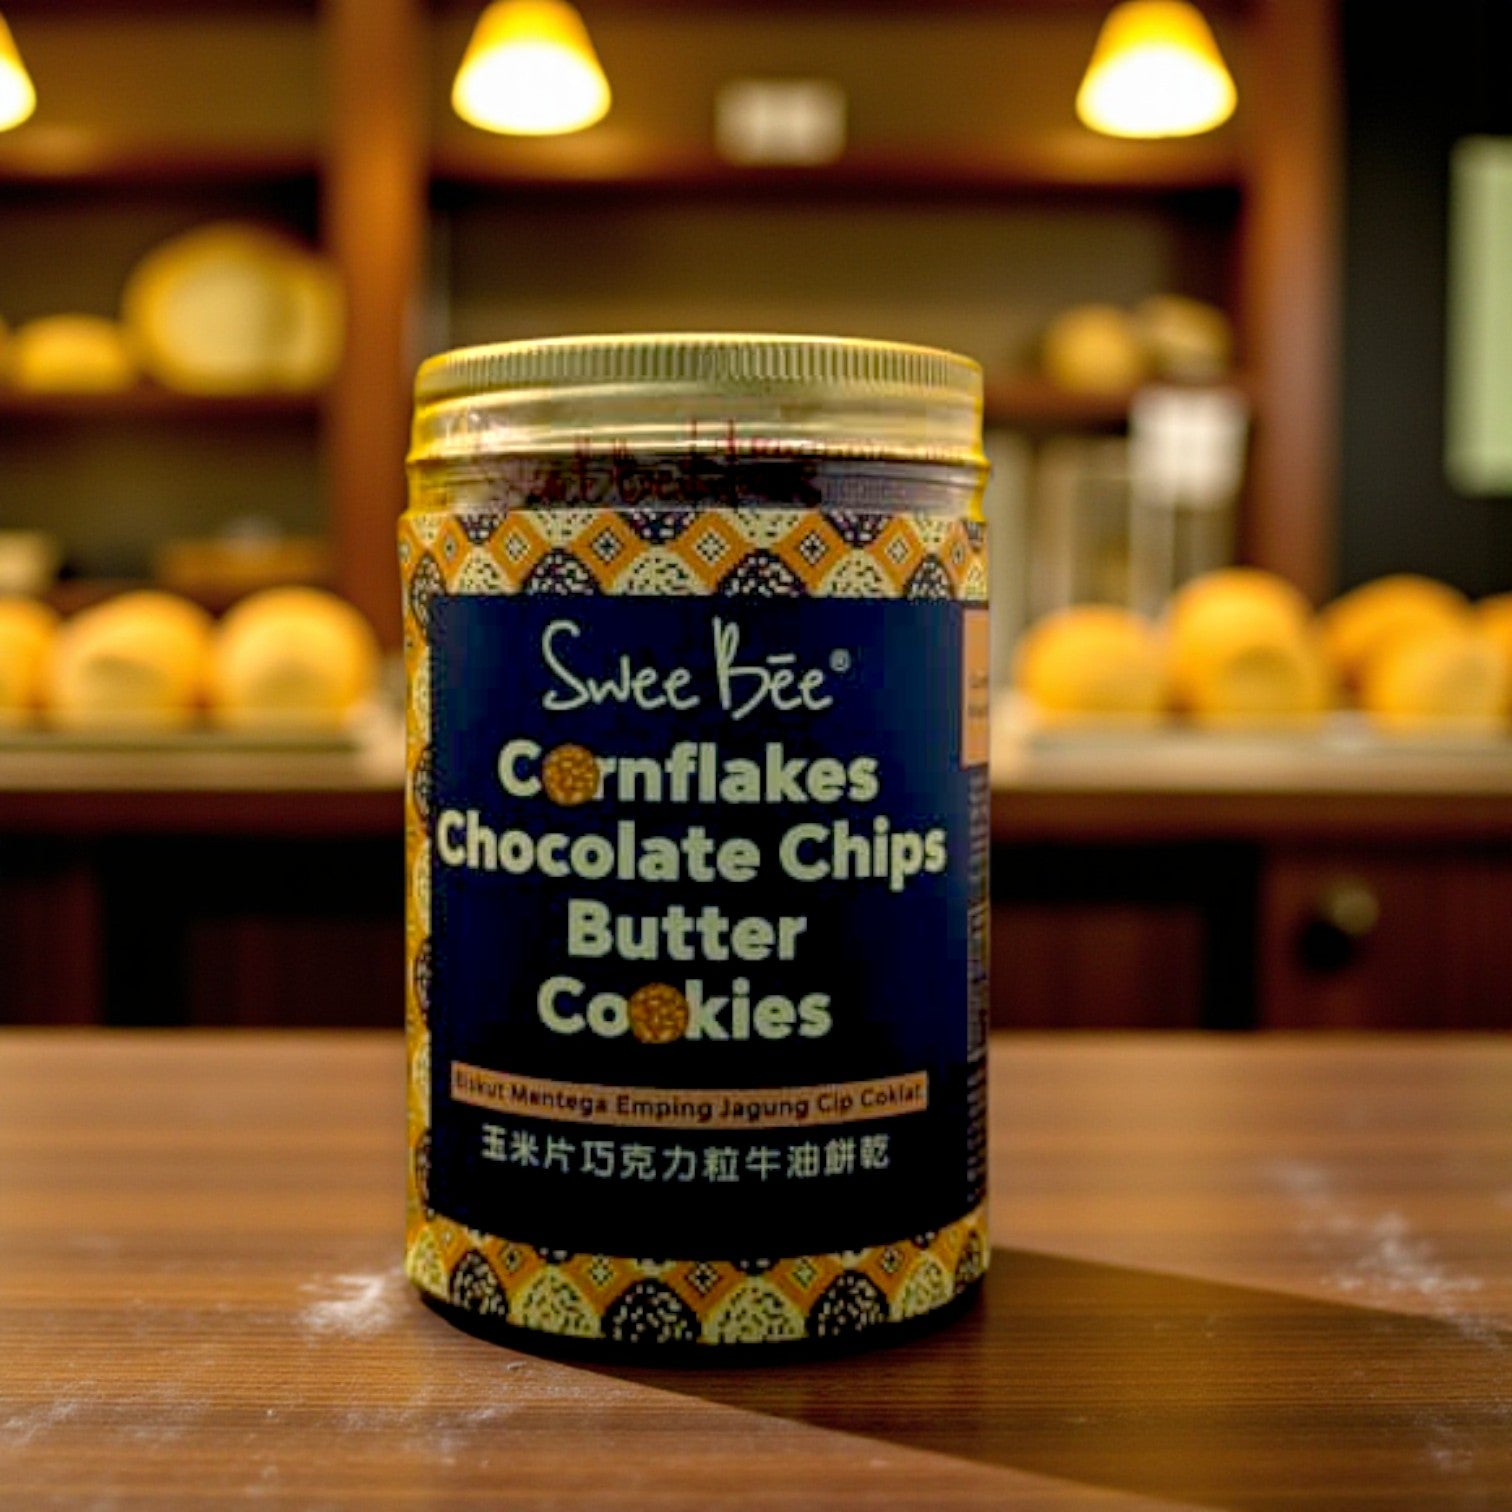 Swee Bēe®
Cornflakes
Chocolate Chips
Butter
Cookies
Biskut Mentega Emping Jagung Cip Coklat
玉米片巧克力粒牛油餅乾